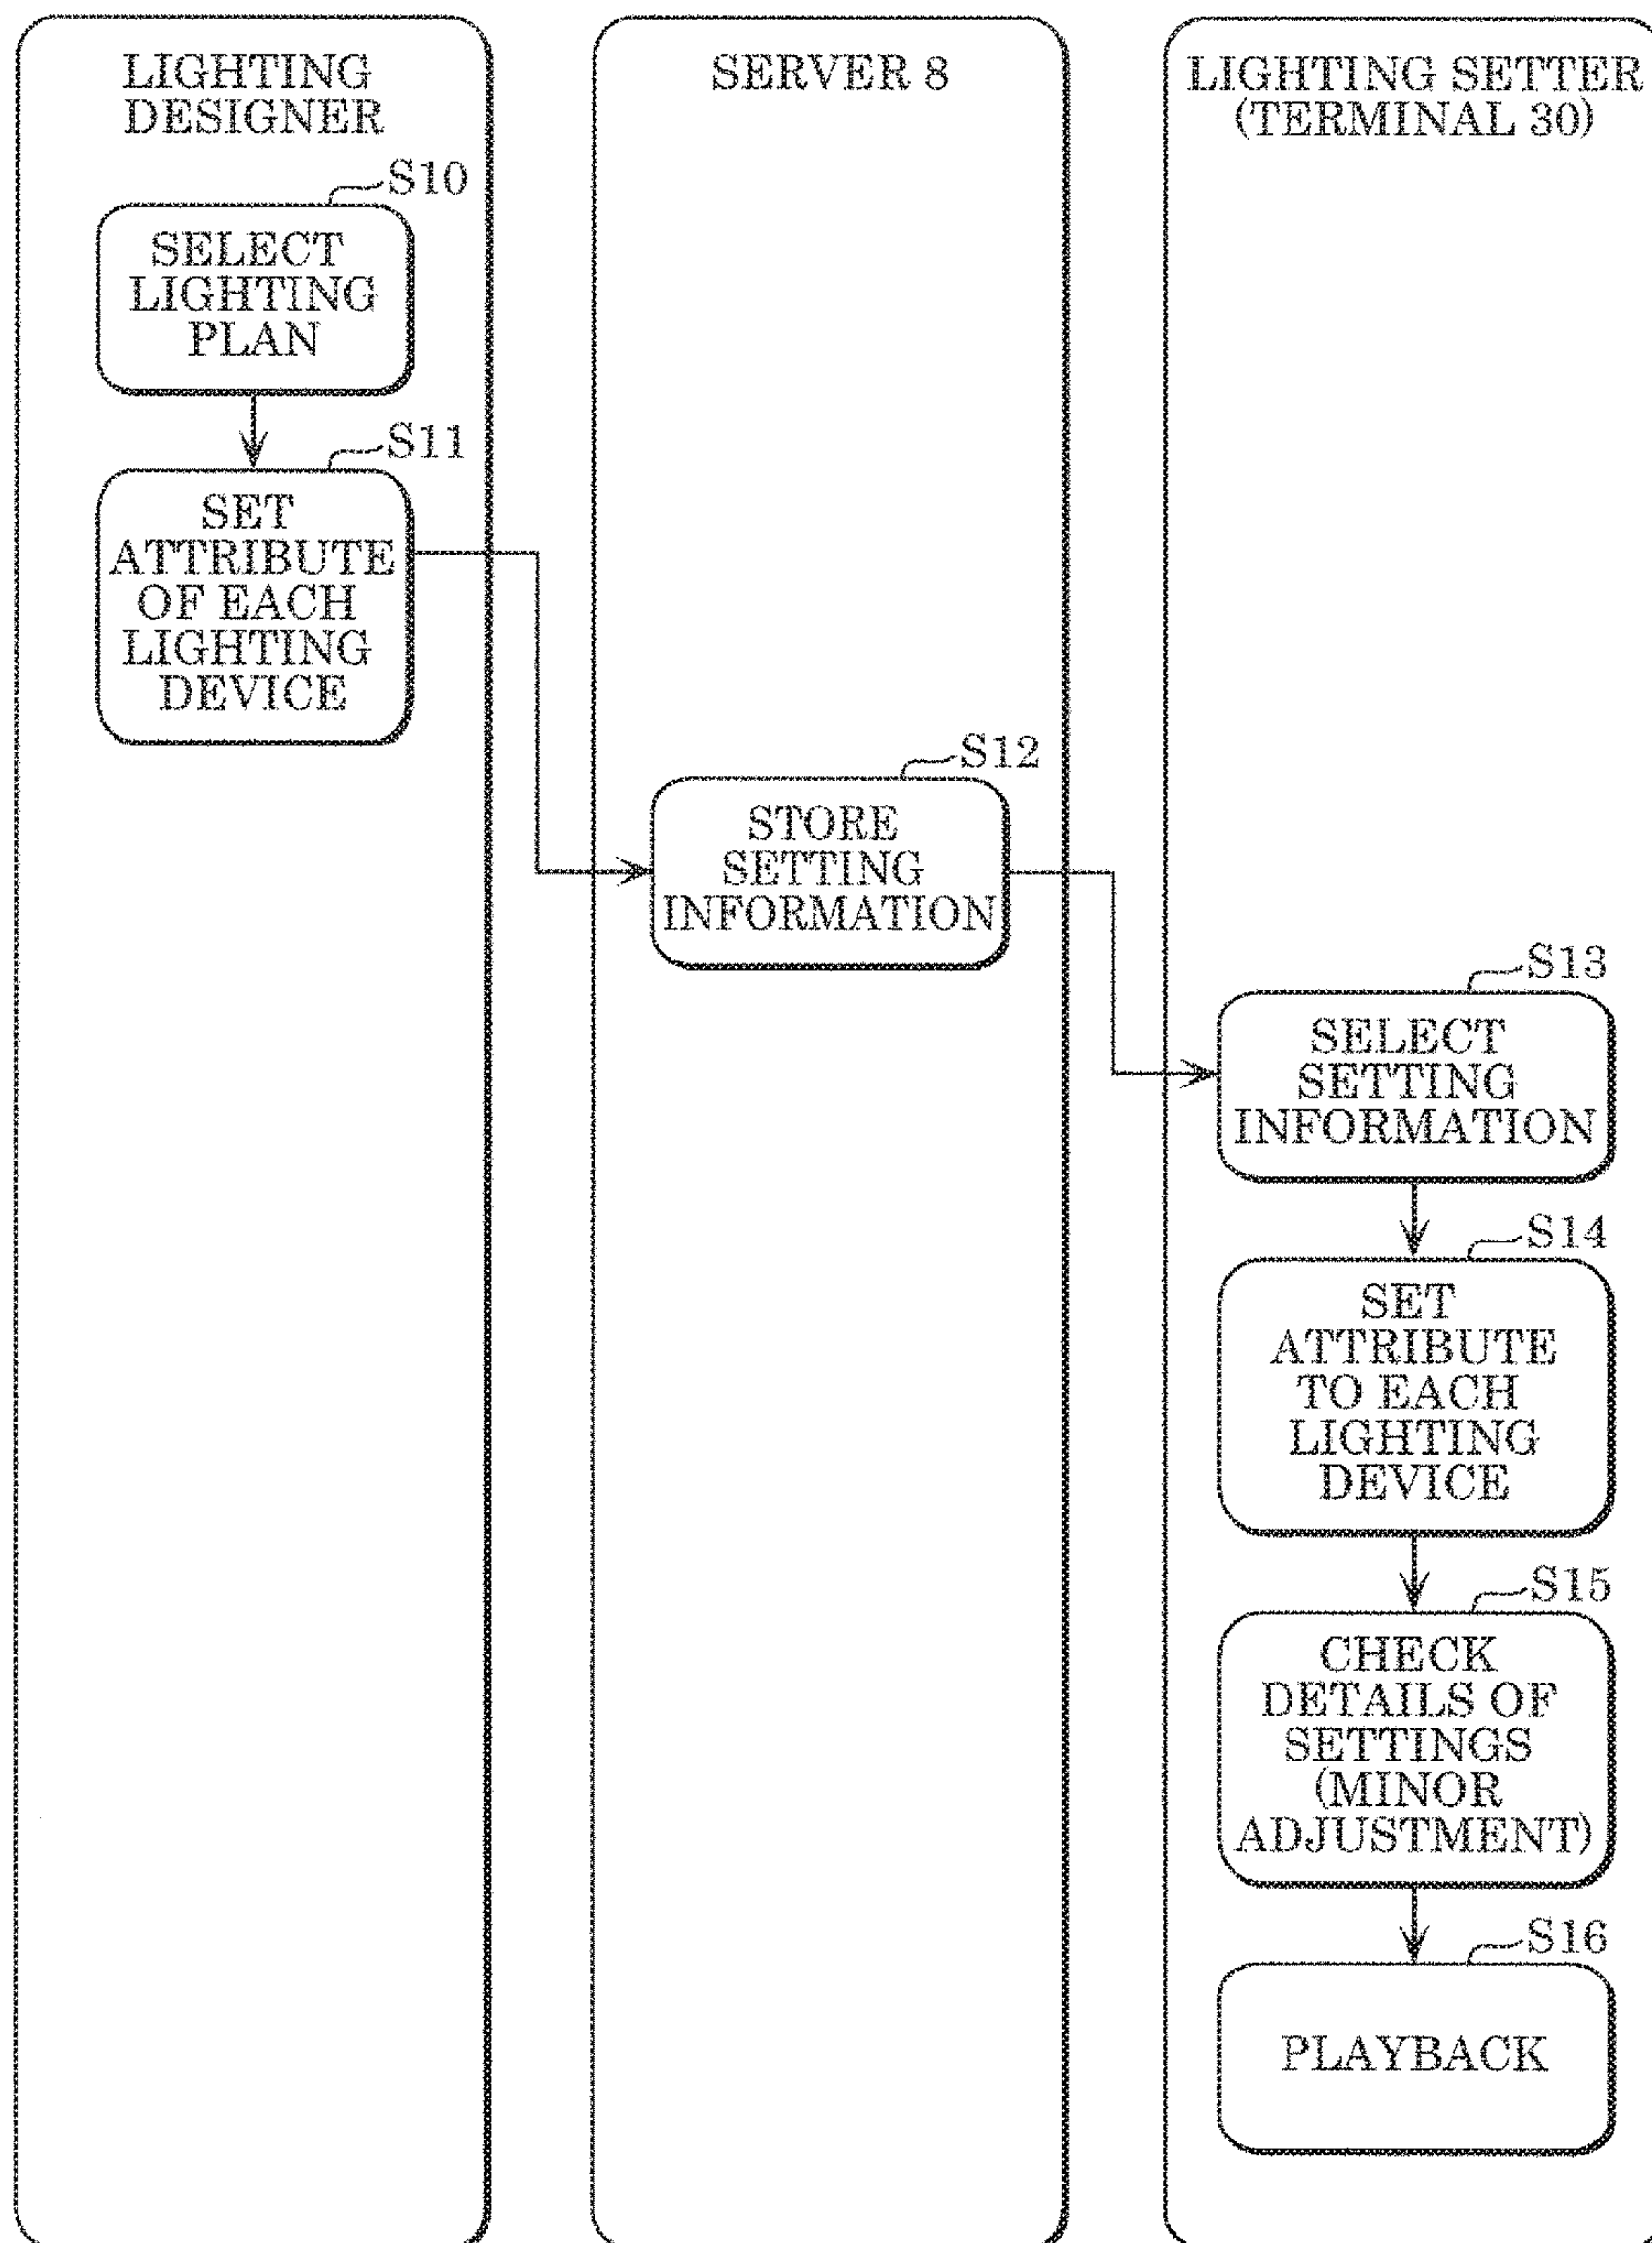 LIGHTING
DESIGNER
S10
SELECT
LIGHTING
PLAN
S11
SET
ATTRIBUTE
OF EACH
LIGHTING
DEVICE
SERVER 8
S12
STORE
SETTING
INFORMATION
LIGHTING SETTER
(TERMINAL 30)
S13
SELECT
SETTING
INFORMATION
S14
SET
ATTRIBUTE
TO EACH
LIGHTING
DEVICE
S15
CHECK
DETAILS OF
SETTINGS
(MINOR
ADJUSTMENT)
S16
PLAYBACK